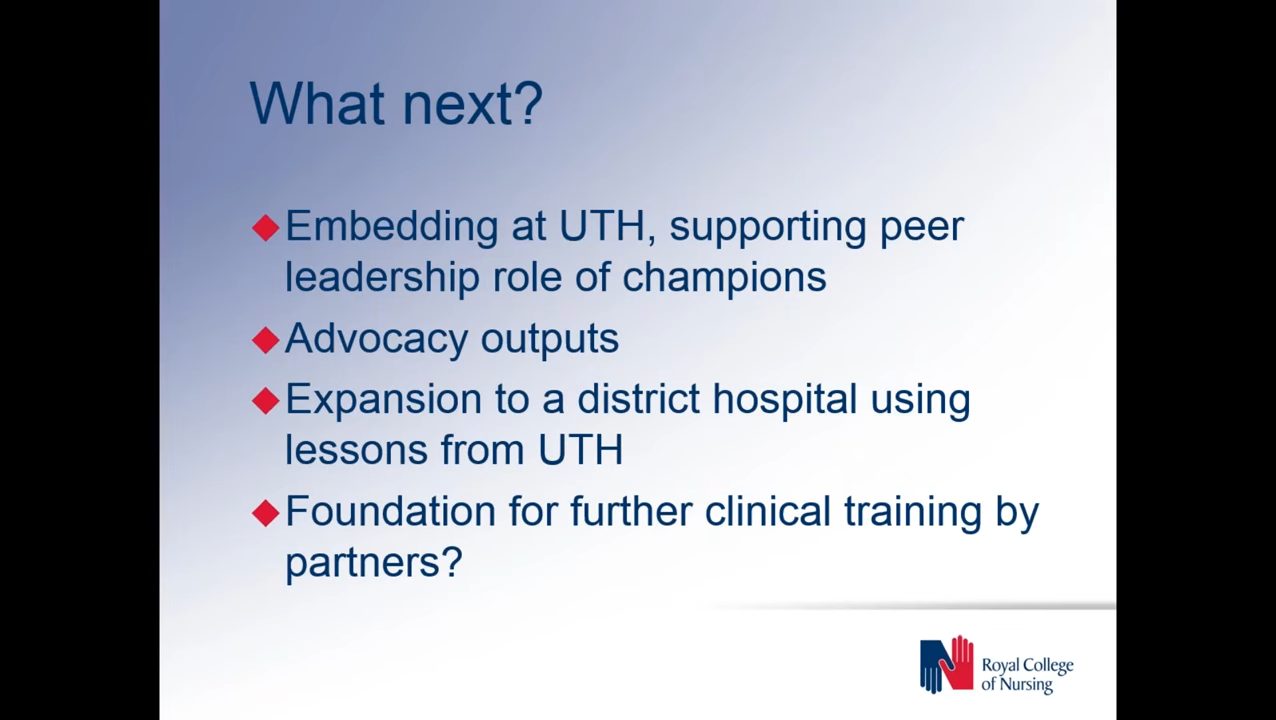 What next?
Embedding at UTH, supporting peer
leadership role of champions
Advocacy outputs
Expansion to a district hospital using
lessons from UTH
Foundation for further clinical training by
partners?
Royal College
of Nursing